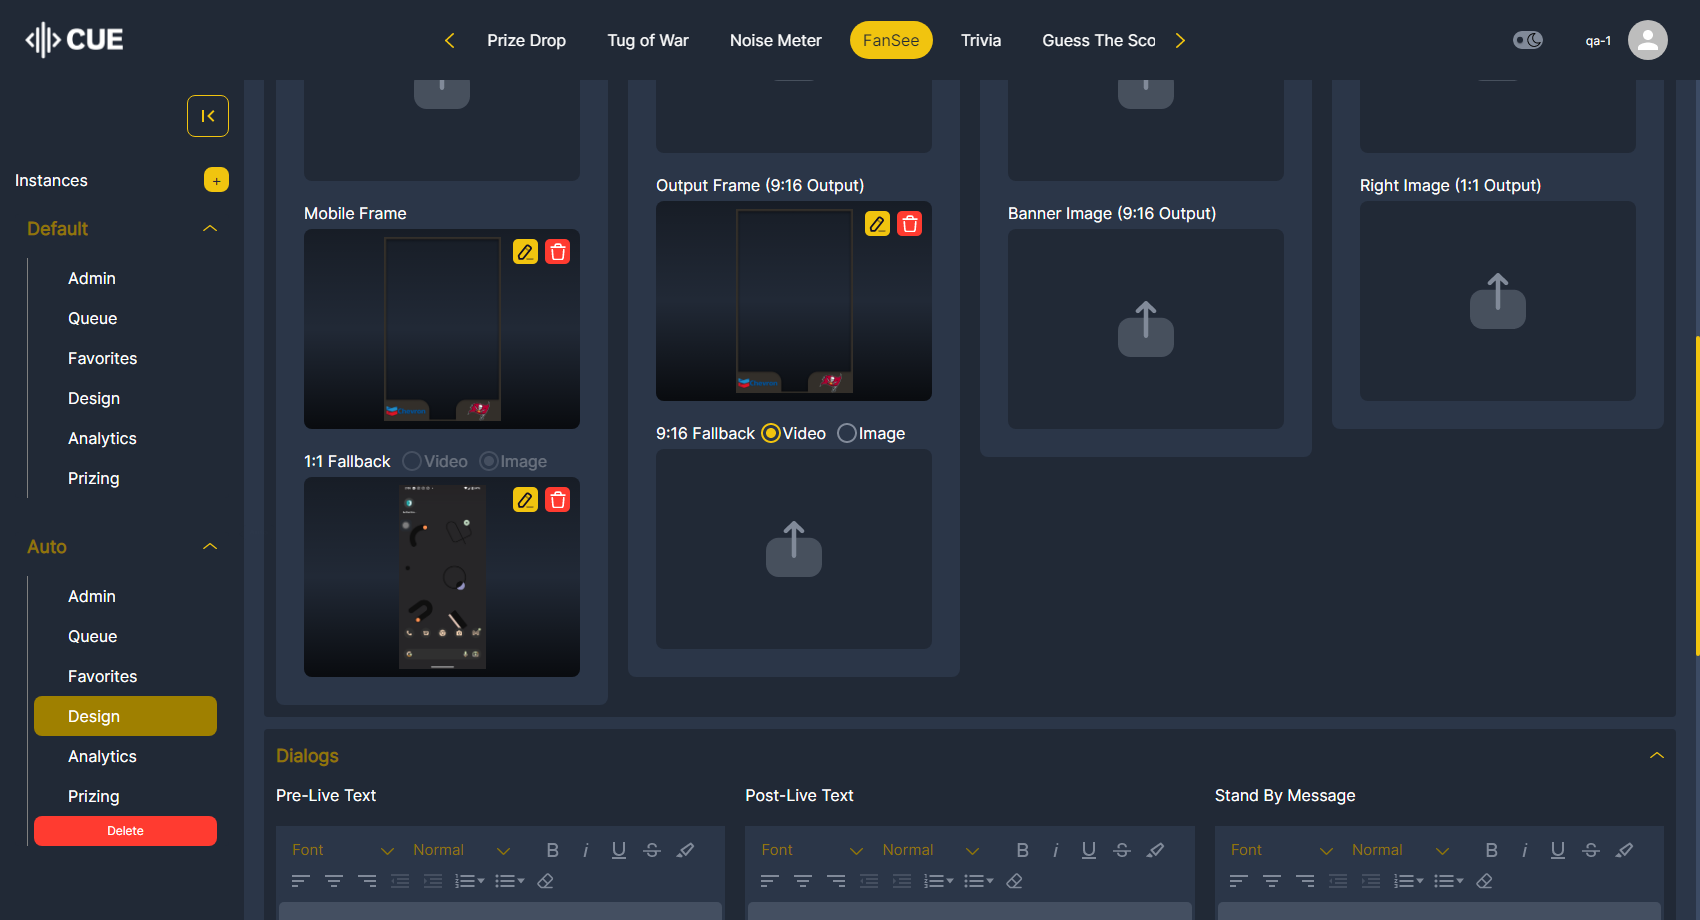 CUE
Prize Drop
Tug of War
Noise Meter
FanSee
Trivia
Guess The Sco
qa-1
Instances
+
Default
Admin
Queue
Favorites
Design
Analytics
Prizing
Auto
Admin
Queue
Favorites
Design
Analytics
Prizing
Delete
Mobile Frame
1:1 Fallback Video Image
Output Frame (9:16 Output)
9:16 Fallback Video Image
Banner Image (9:16 Output)
Right Image (1:1 Output)
Dialogs
Pre-Live Text
Font Normal B i U S
Post-Live Text
Font Normal B i U S
Stand By Message
Font Normal B i U S